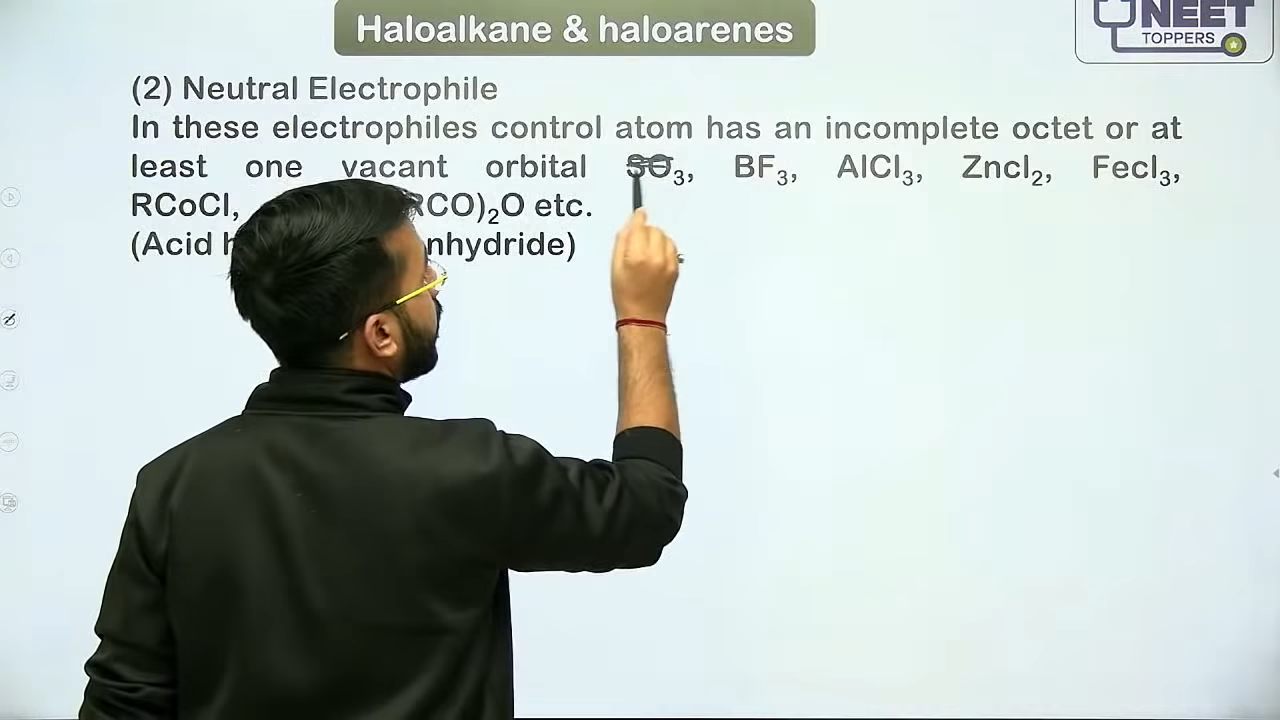 Haloalkane & haloarenes
NEET
TOPPERS
(2) Neutral Electrophile
In these electrophiles control atom has an incomplete octet or at
least one vacant orbital SO₃, BF₃, AlCl₃, Zncl₂, Fecl₃,
RCoCl, RCO)₂O etc.
(Acid nhydride)